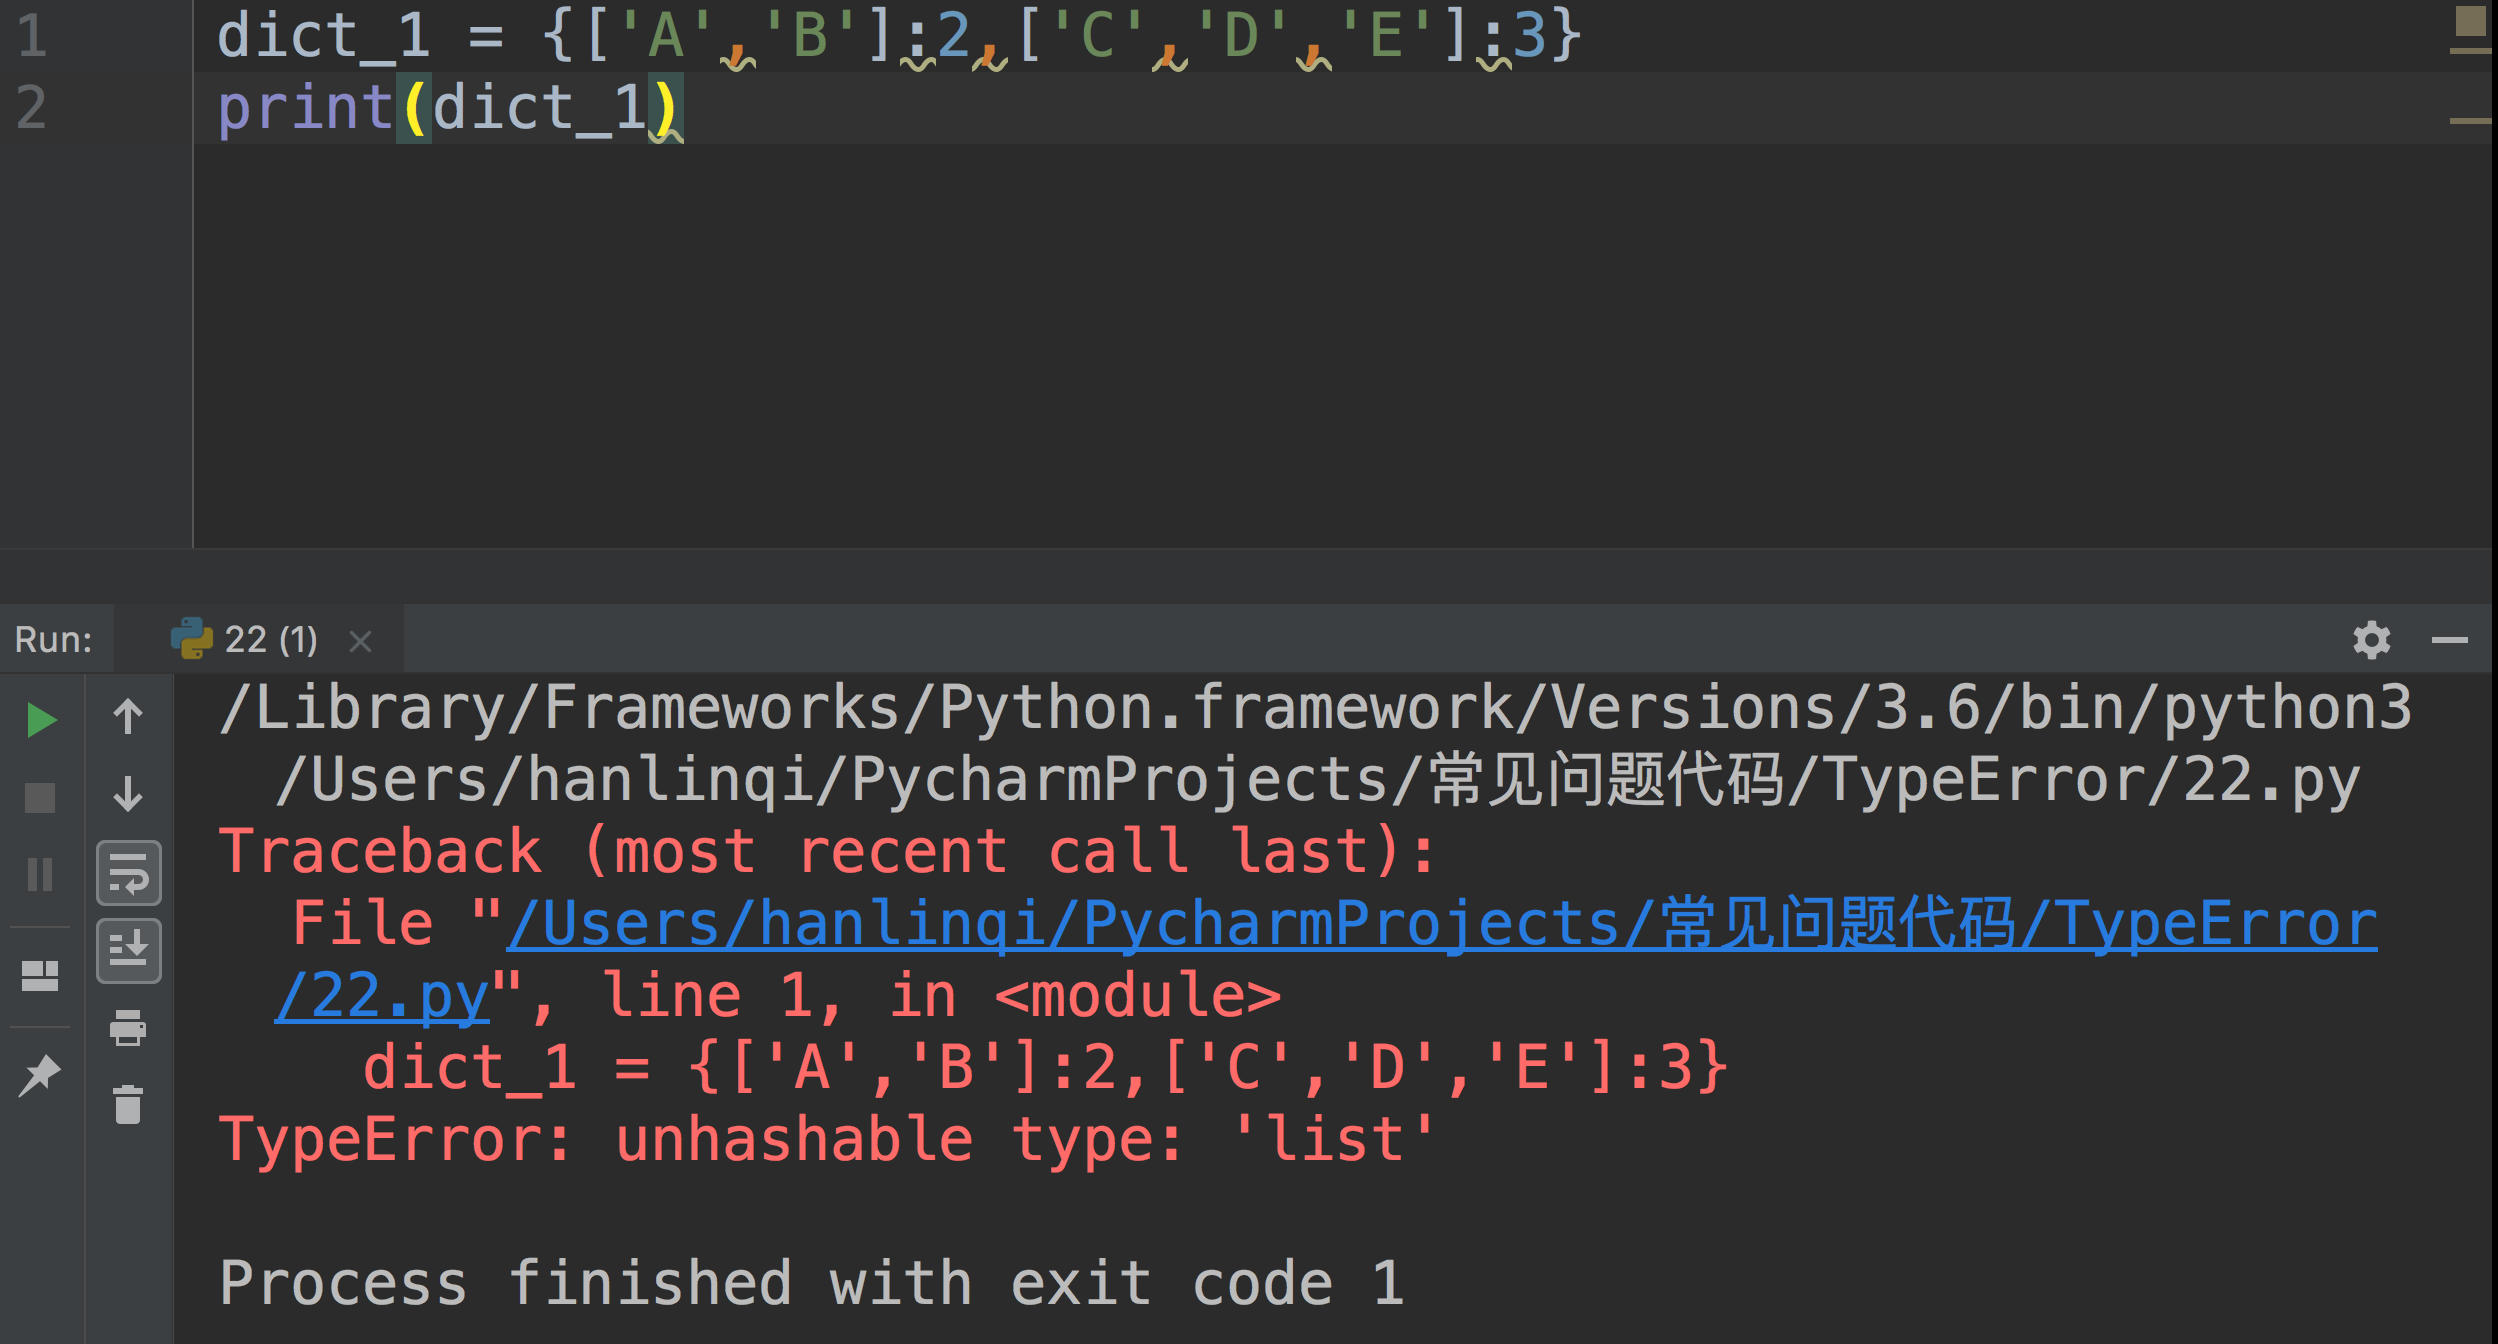 1 dict_1 = {['A','B']:2,['C','D','E']:3}
2 print(dict_1)
Run: 22 (1)
/Library/Frameworks/Python.framework/Versions/3.6/bin/python3
/Users/hanlinqi/PycharmProjects/常见问题代码/TypeError/22.py
Traceback (most recent call last):
File "/Users/hanlinqi/PycharmProjects/常见问题代码/TypeError
/22.py", line 1, in <module>
dict_1 = {['A','B']:2,['C','D','E']:3}
TypeError: unhashable type: 'list'
Process finished with exit code 1